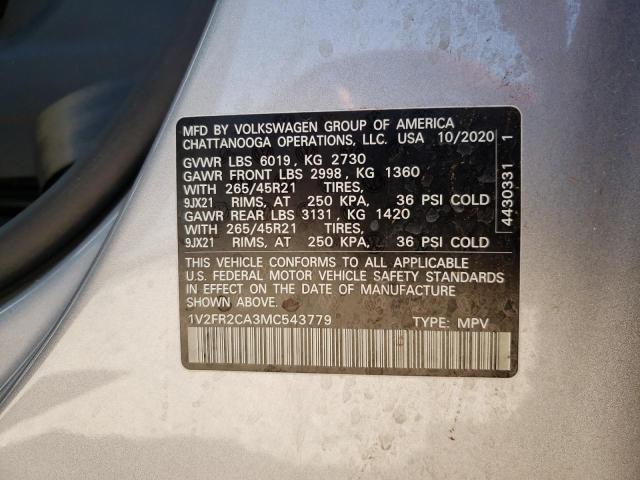 MFD BY VOLKSWAGEN GROUP OF AMERICA
CHATTANOOGA OPERATIONS, LLC. USA 10/2020
GVWR LBS 6019, KG 2730
GAWR FRONT LBS 2998, KG 1360
WITH 265/45R21 TIRES,
9JX21 RIMS, AT 250 KPA, 36 PSI COLD
GAWR REAR LBS 3131, KG 1420
WITH 265/45R21 TIRES,
9JX21 RIMS, AT 250 KPA, 36 PSI COLD
THIS VEHICLE CONFORMS TO ALL APPLICABLE
U.S. FEDERAL MOTOR VEHICLE SAFETY STANDARDS
IN EFFECT ON THE DATE OF MANUFACTURE
SHOWN ABOVE.
1V2FR2CA3MC543779 TYPE: MPV
4430331 1